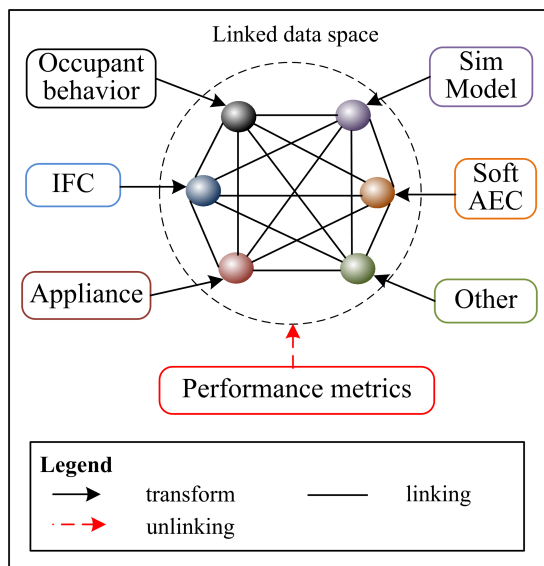 Linked data space
Occupant
behavior
Sim
Model
IFC
Soft
AEC
Appliance
Other
Performance metrics
Legend
transform
linking
unlinking